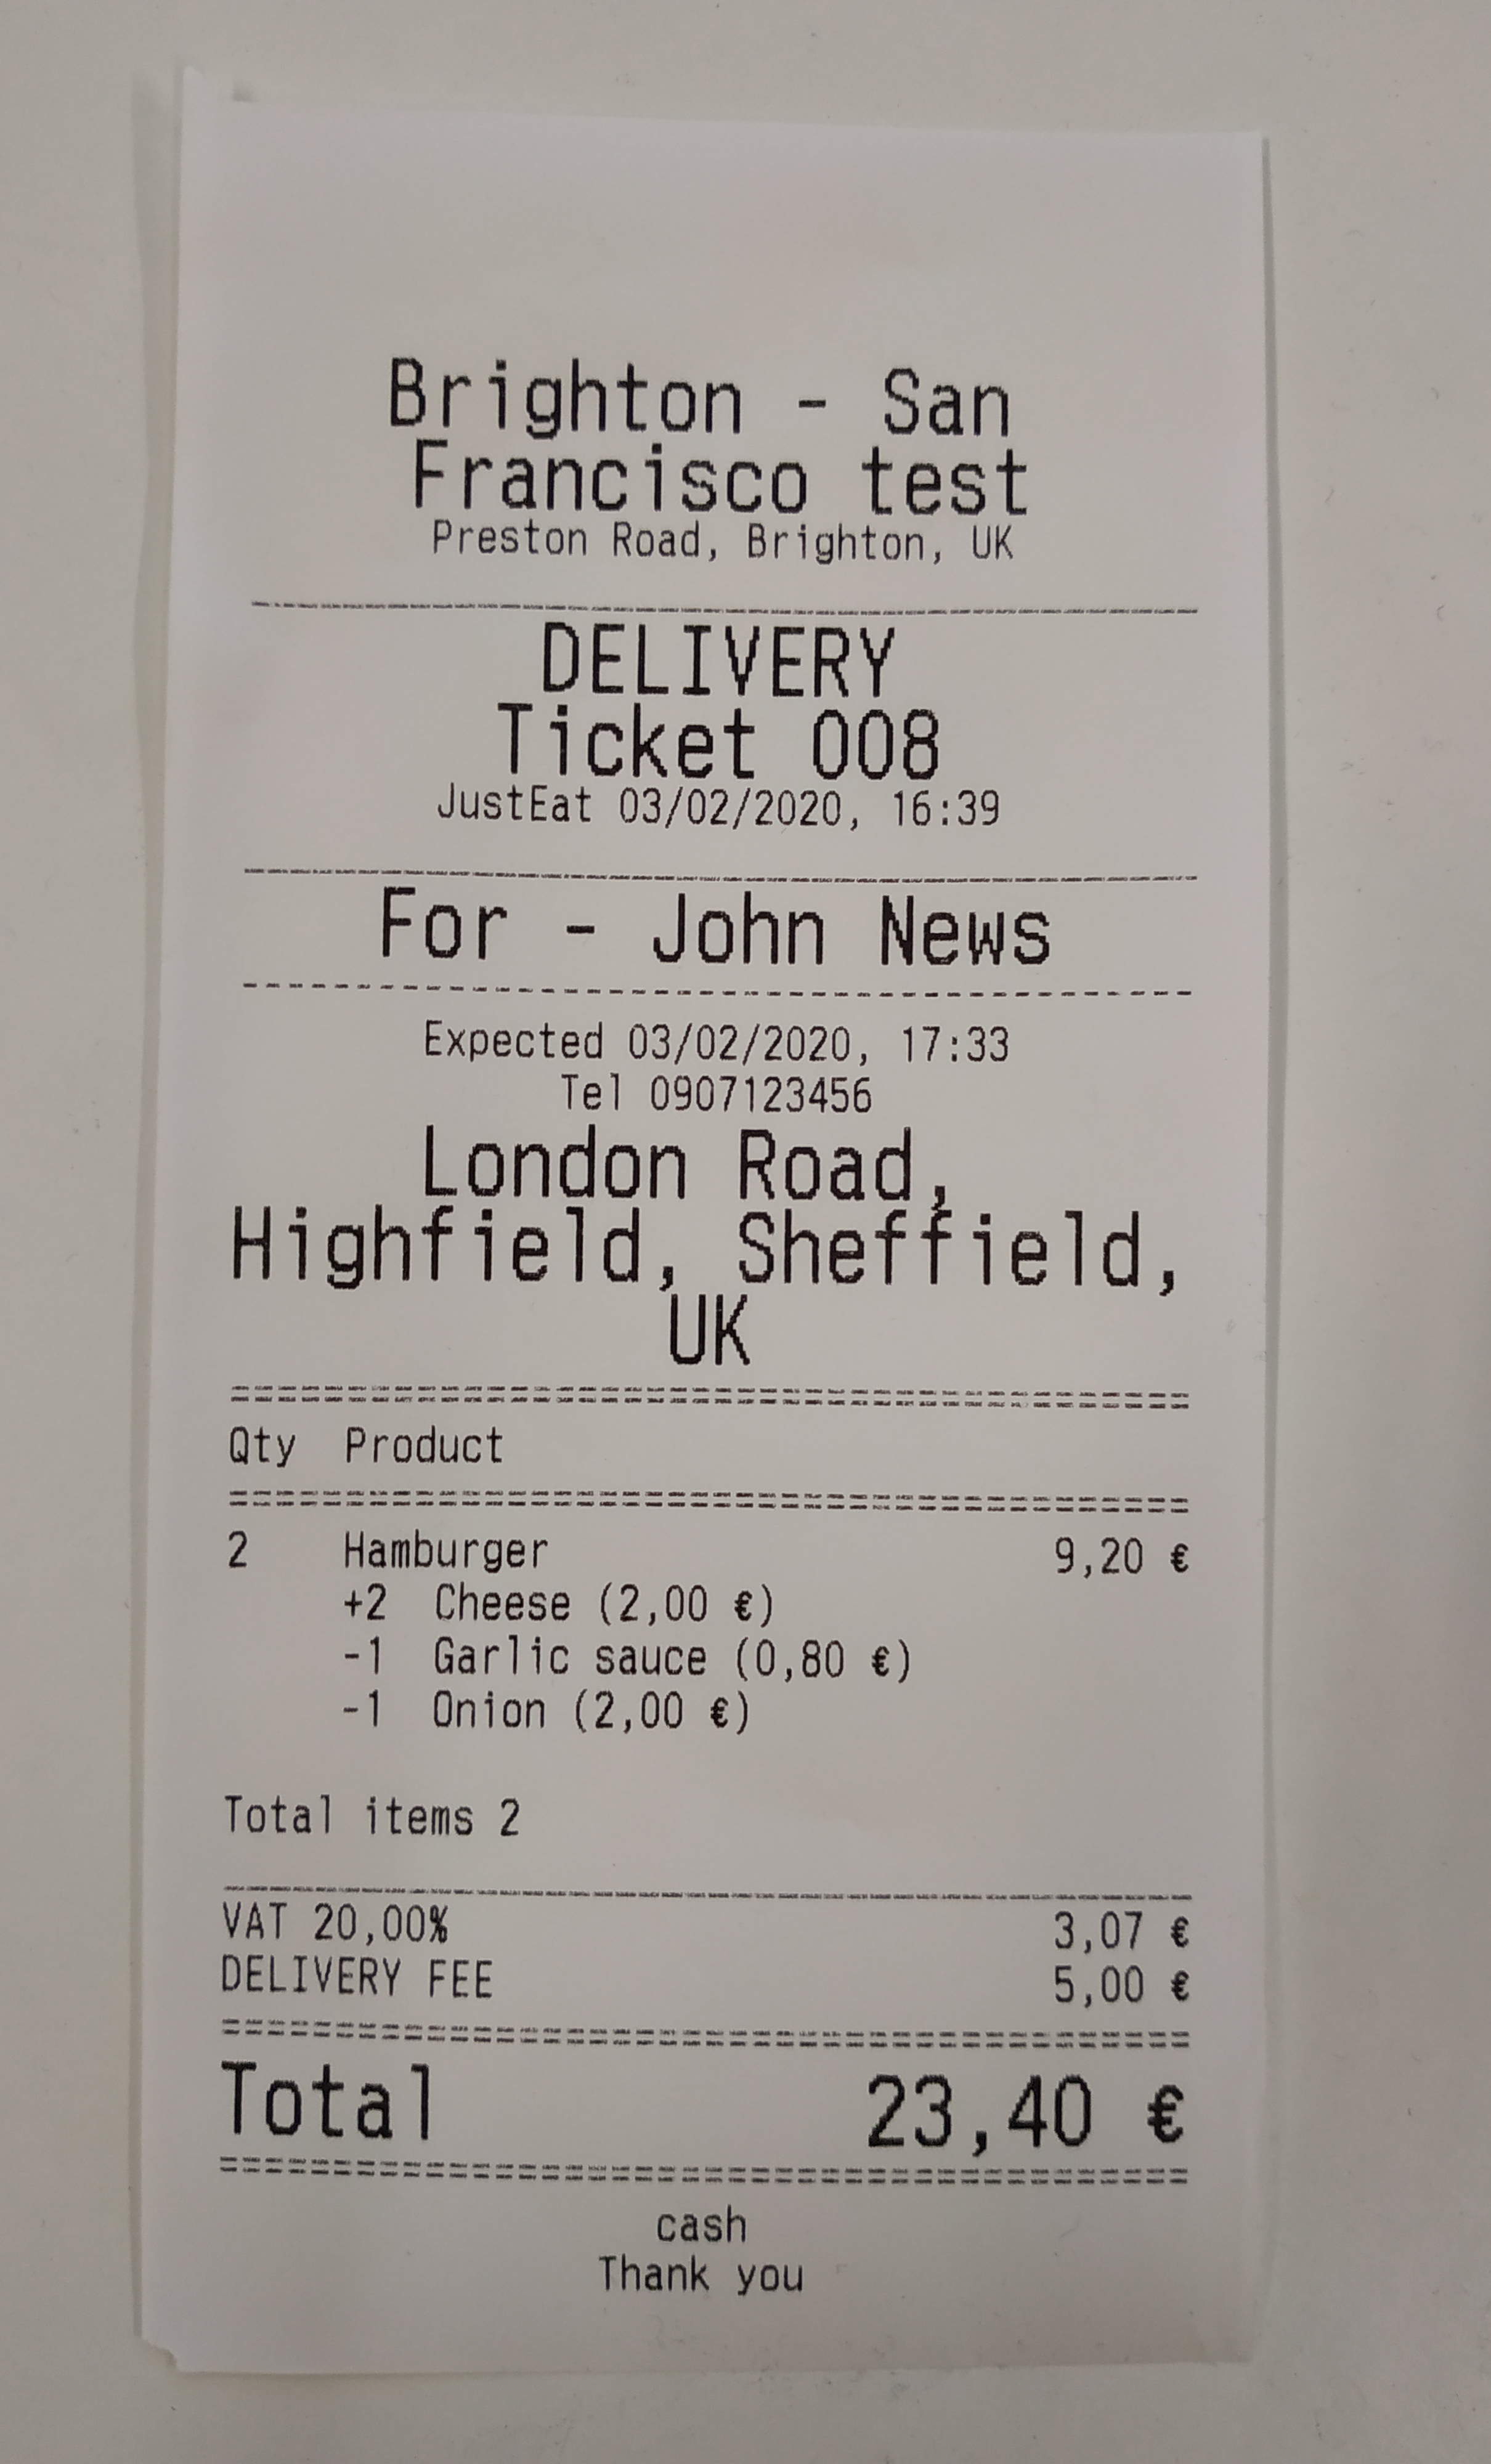 Brighton - San
Francisco test
Preston Road, Brighton, UK
DELIVERY
Ticket 008
JustEat 03/02/2020, 16:39
For - John News
Expected 03/02/2020, 17:33
Tel 0907123456
London Road,
Highfield, Sheffield,
UK
Qty Product
2 Hamburger 9,20 €
+2 Cheese (2,00 €)
-1 Garlic sauce (0,80 €)
-1 Onion (2,00 €)
Total items 2
VAT 20,00% 3,07 €
DELIVERY FEE 5,00 €
Total 23,40 €
cash
Thank you